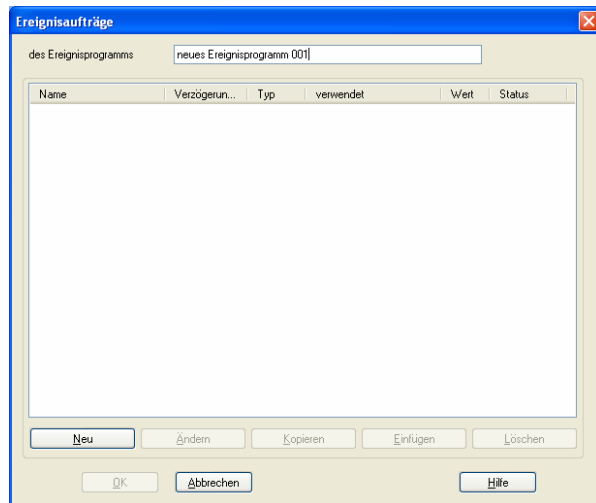 Ereignisaufträge
des Ereignisprogramms neues Ereignisprogramm 001
Name Verzögerun... Typ verwendet Wert Status
Neu Ändern Kopieren Einfügen Löschen
OK Abbrechen Hilfe